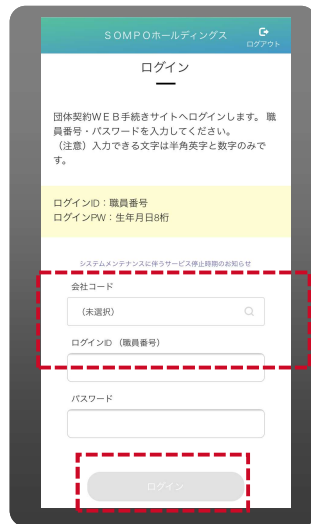 SOMPOホールディングス
ログアウト
ログイン
団体契約WEB手続きサイトへログインします。 職
員番号・パスワードを入力してください。
（注意）入力できる文字は半角英字と数字のみで
す。
ログインID：職員番号
ログインPW：生年月日8桁
システムメンテナンスに伴うサービス停止時間のお知らせ
会社コード
（未選択）
ログインID （職員番号）
パスワード
ログイン